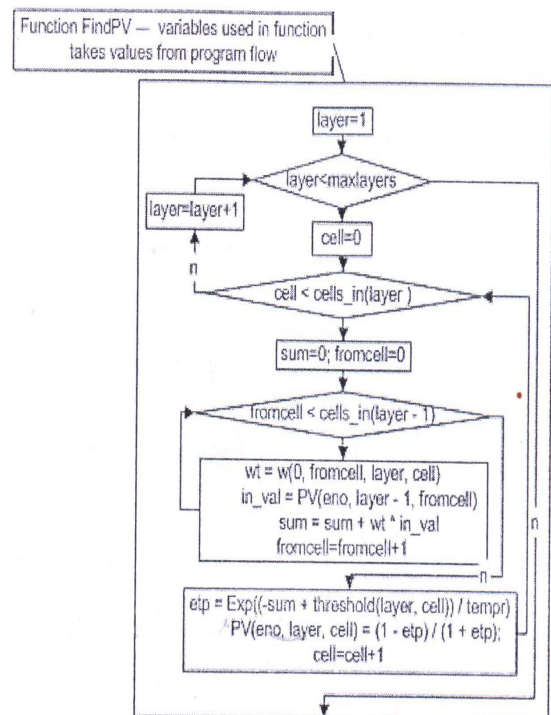 Function FindPV — variables used in function
takes values from program flow
layer=1
layer<maxlayers
layer=layer+1
cell=0
n
cell < cells_in(layer )
sum=0; fromcell=0
fromcell < cells_in(layer - 1)
wt = w(0, fromcell, layer, cell)
in_val = PV(eno, layer - 1, fromcell)
sum = sum + wt * in_val
fromcell=fromcell+1
n
n
etp = Exp((-sum + threshold(layer, cell)) / tempr)
PV(eno, layer, cell) = (1 - etp) / (1 + etp);
cell=cell+1